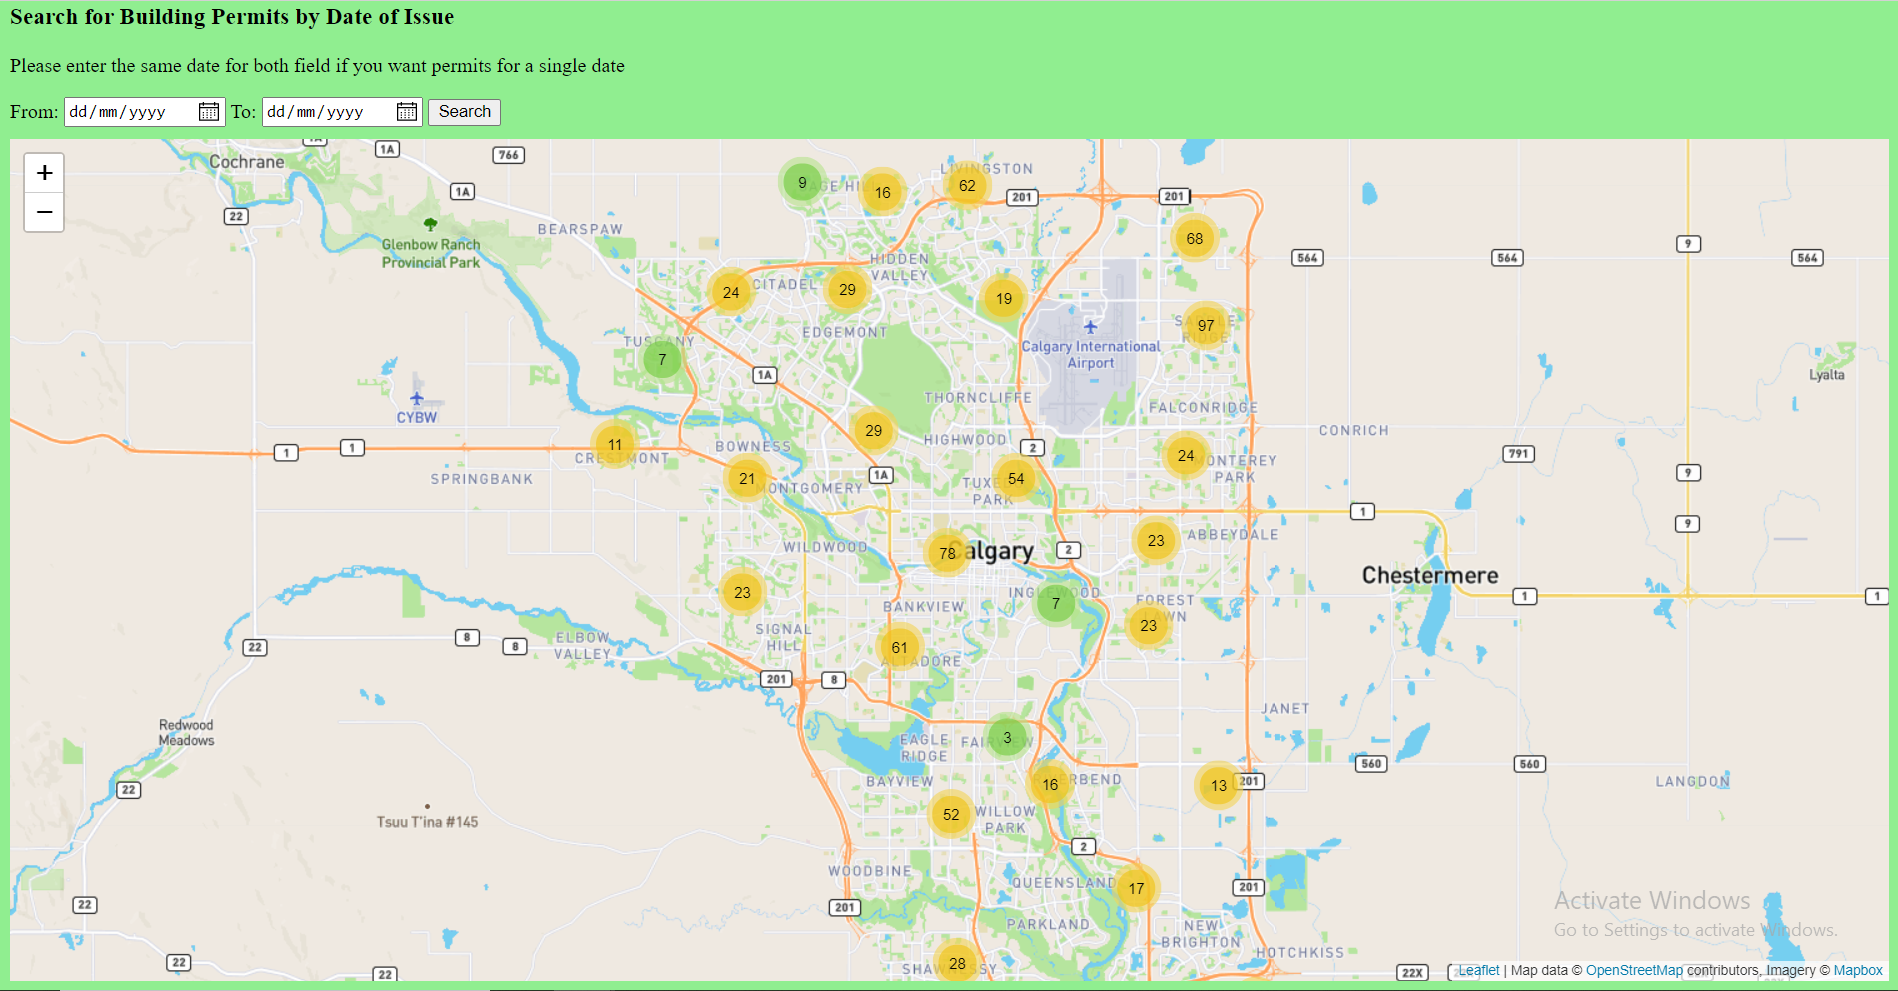 Search for Building Permits by Date of Issue
Please enter the same date for both field if you want permits for a single date
From: dd/mm/yyyy To: dd/mm/yyyy Search
+
−
Cochrane
1A
766
1A
22
Glenbow Ranch
Provincial Park
BEARSPAW
9
16
62
LIVINGSTON
201
201
68
564
564
9
564
HIDDEN
VALLEY
24
CITADEL
29
19
EDGEMONT
97
Calgary International
Airport
TUSCANY
7
1A
Lyalta
CYBW
THORNCLIFFE
FALCONRIDGE
29
HIGHWOOD
2
CONRICH
1
1
11
CRESTMONT
BOWNESS
24
MONTEREY
PARK
791
9
SPRINGBANK
21
MONTGOMERY
1A
54
PARK
1
9
WILDWOOD
78
Calgary
2
23
ABBEYDALE
Chestermere
23
BANKVIEW
INGLEWOOD
7
FOREST
23
1
1
SIGNAL
HILL
22
8
8
ELBOW
VALLEY
61
ALTADORE
201
8
JANET
Redwood
Meadows
EAGLE
RIDGE
3
FAIRVIEW
560
560
BAYVIEW
16
13
201
LANGDON
22
Tsuu T'ina #145
52
WILLOW
PARK
2
WOODBINE
QUEENSLAND
17
201
22
201
PARKLAND
NEW
BRIGHTON
HOTCHKISS
22
22
SHAWNESSY
28
22X
Activate Windows
Go to Settings to activate Windows.
Leaflet | Map data © OpenStreetMap contributors, Imagery © Mapbox